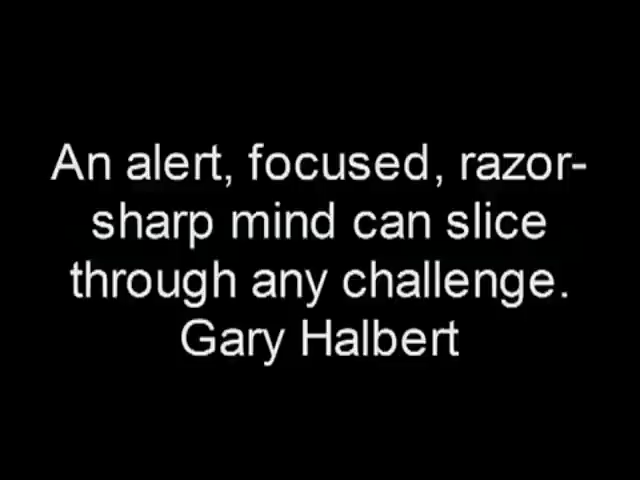 An alert, focused, razor-
sharp mind can slice
through any challenge.
Gary Halbert